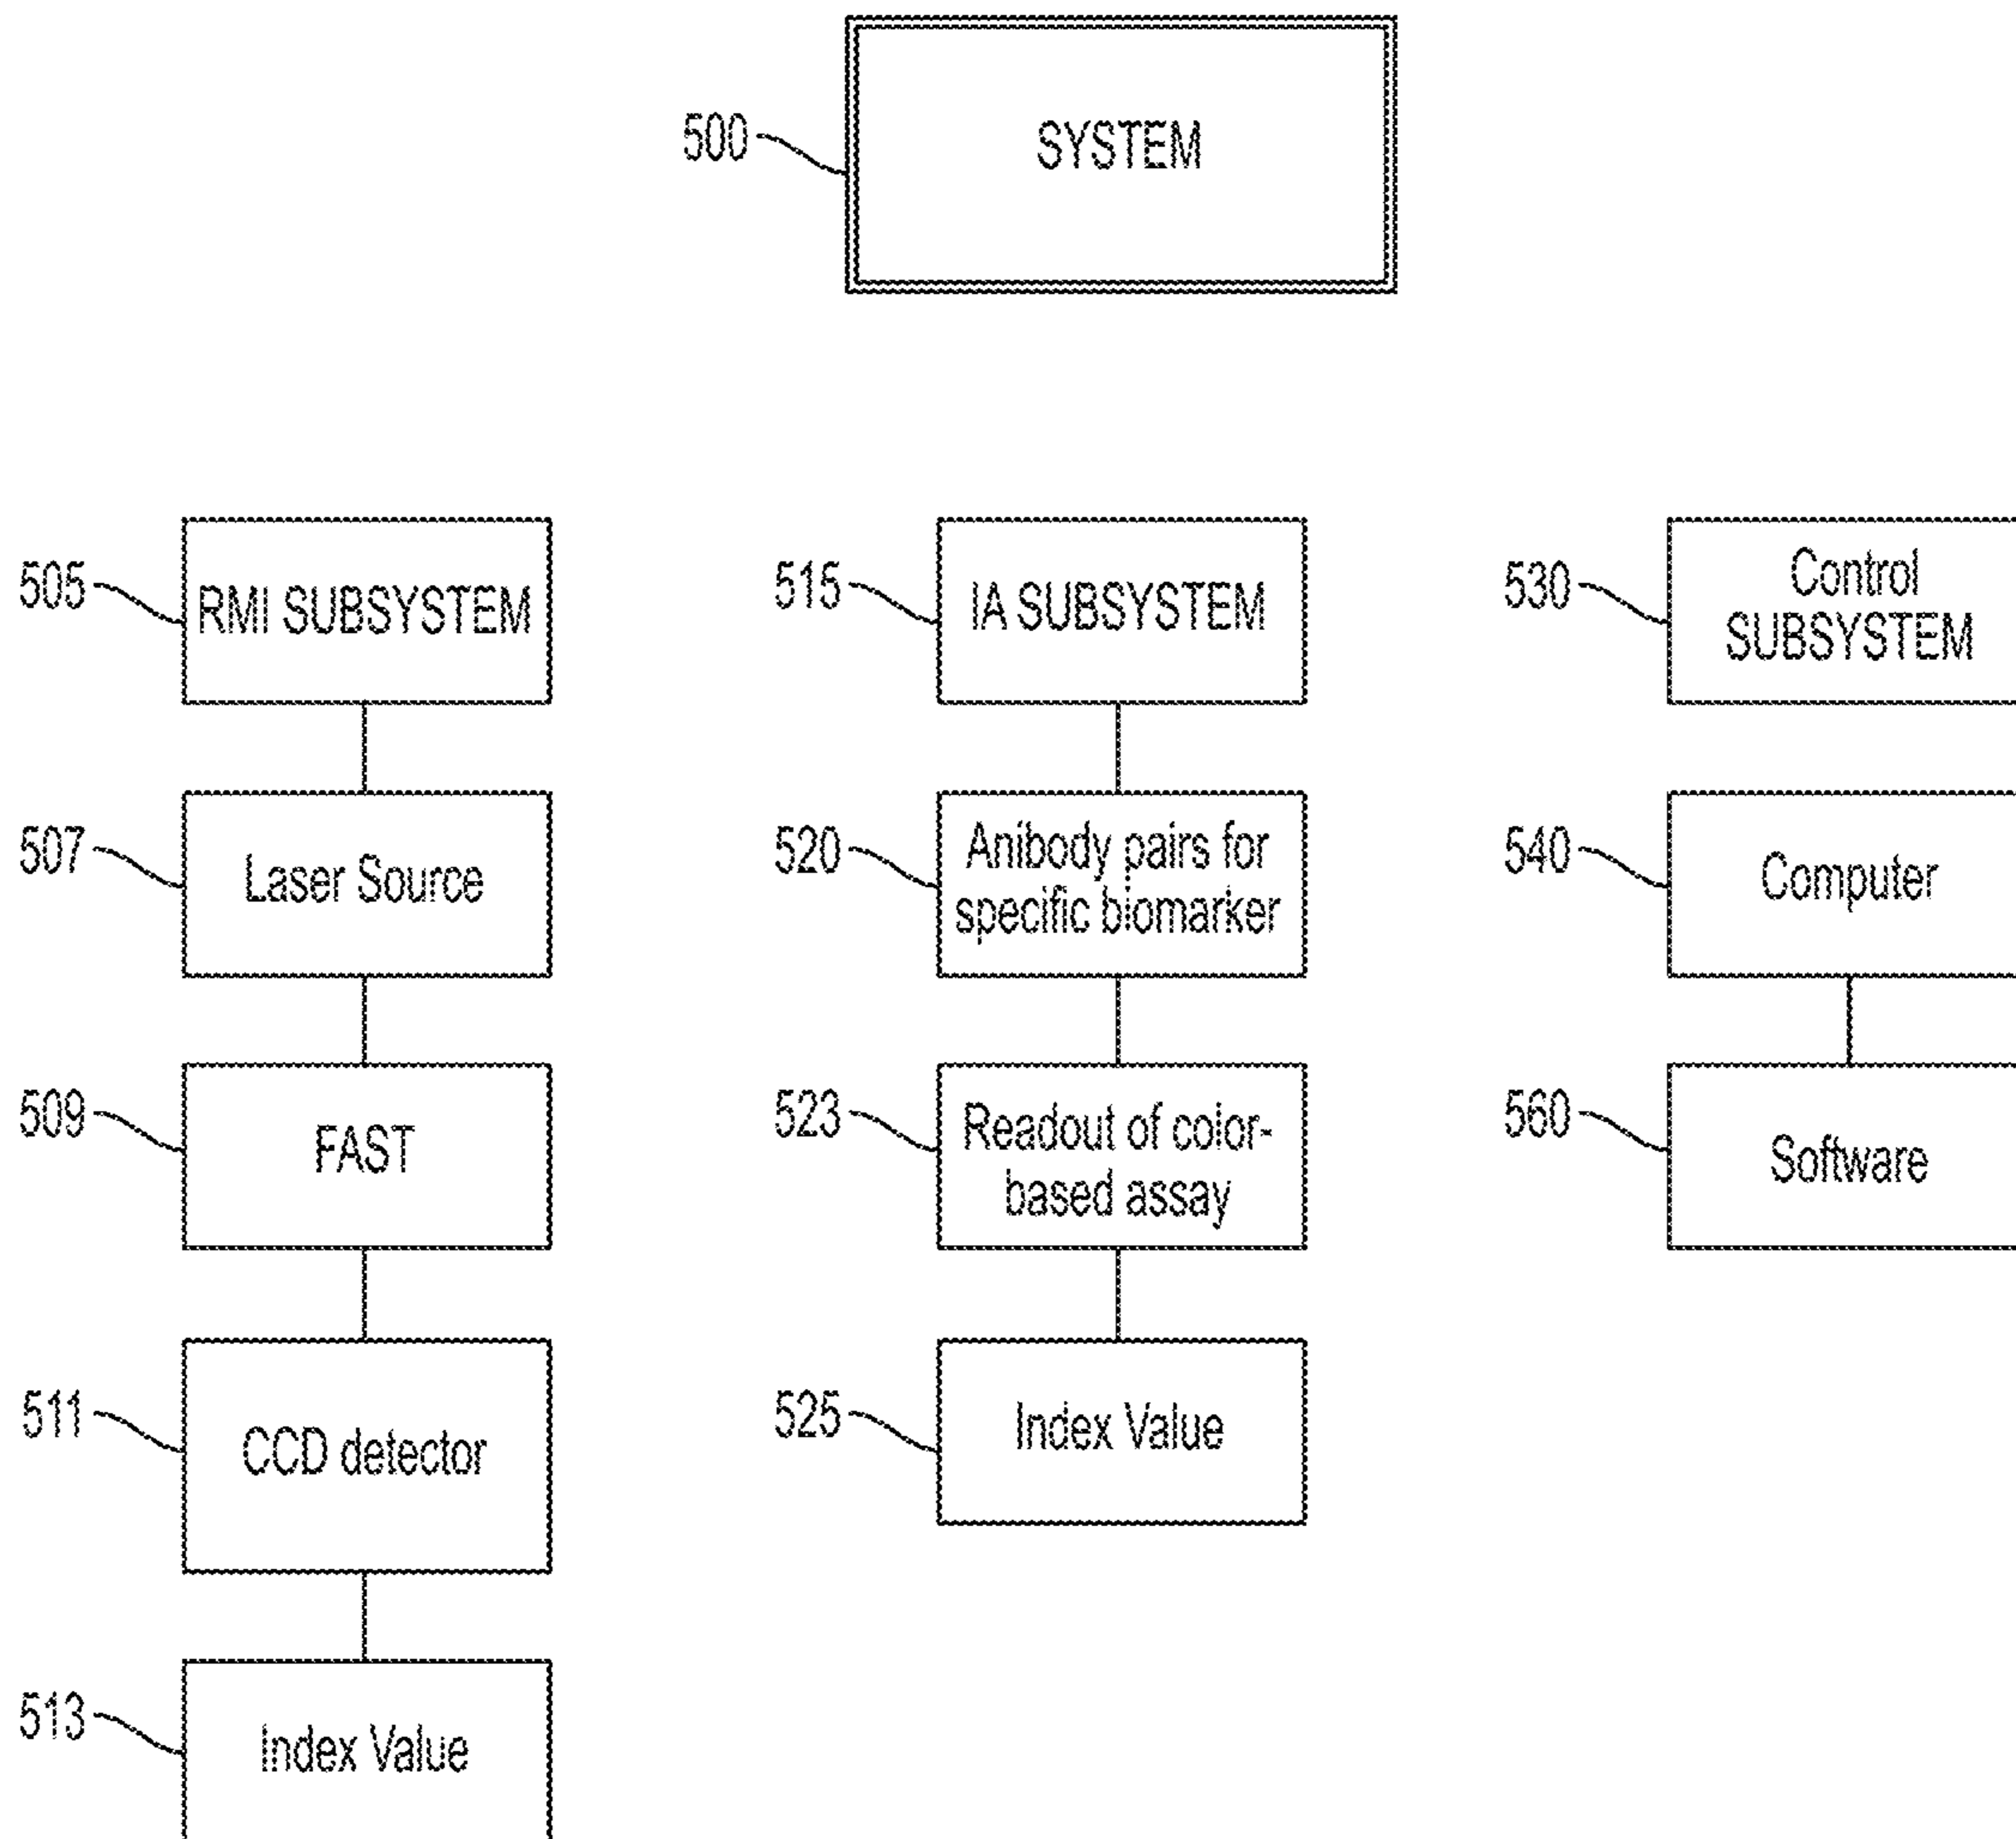 500
SYSTEM
505
RMI SUBSYSTEM
507
Laser Source
509
FAST
511
CCD detector
513
Index Value
515
IA SUBSYSTEM
520
Anibody pairs for
specific biomarker
523
Readout of color-
based assay
525
Index Value
530
Control
SUBSYSTEM
540
Computer
560
Software